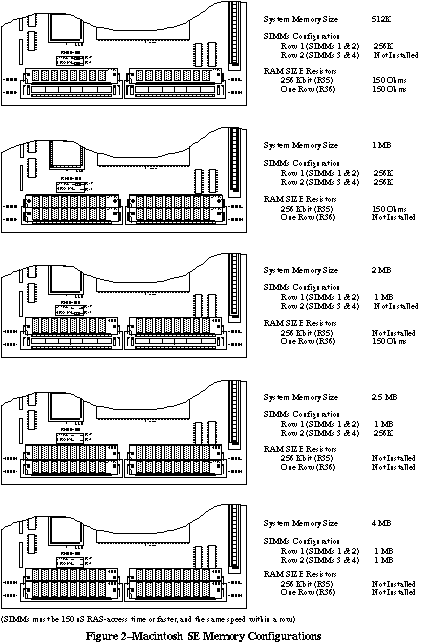 System Memory Size 512K
SIMMs Configuration
Row 1 (SIMMs 1 & 2) 256K
Row 2 (SIMMs 3 & 4) Not Installed
RAM SIZE Resistors
256 Kbit (R35) 150 Ohms
One Row (R36) 150 Ohms
System Memory Size 1 MB
SIMMs Configuration
Row 1 (SIMMs 1 & 2) 256K
Row 2 (SIMMs 3 & 4) 256K
RAM SIZE Resistors
256 Kbit (R35) 150 Ohms
One Row (R36) Not Installed
System Memory Size 2 MB
SIMMs Configuration
Row 1 (SIMMs 1 & 2) 1 MB
Row 2 (SIMMs 3 & 4) Not Installed
RAM SIZE Resistors
256 Kbit (R35) Not Installed
One Row (R36) 150 Ohms
System Memory Size 2.5 MB
SIMMs Configuration
Row 1 (SIMMs 1 & 2) 1 MB
Row 2 (SIMMs 3 & 4) 256K
RAM SIZE Resistors
256 Kbit (R35) Not Installed
One Row (R36) Not Installed
System Memory Size 4 MB
SIMMs Configuration
Row 1 (SIMMs 1 & 2) 1 MB
Row 2 (SIMMs 3 & 4) 1 MB
RAM SIZE Resistors
256 Kbit (R35) Not Installed
One Row (R36) Not Installed
(SIMMs must be 150 nS RAS-access time or faster, and the same speed within a row)
Figure 2–Macintosh SE Memory Configurations